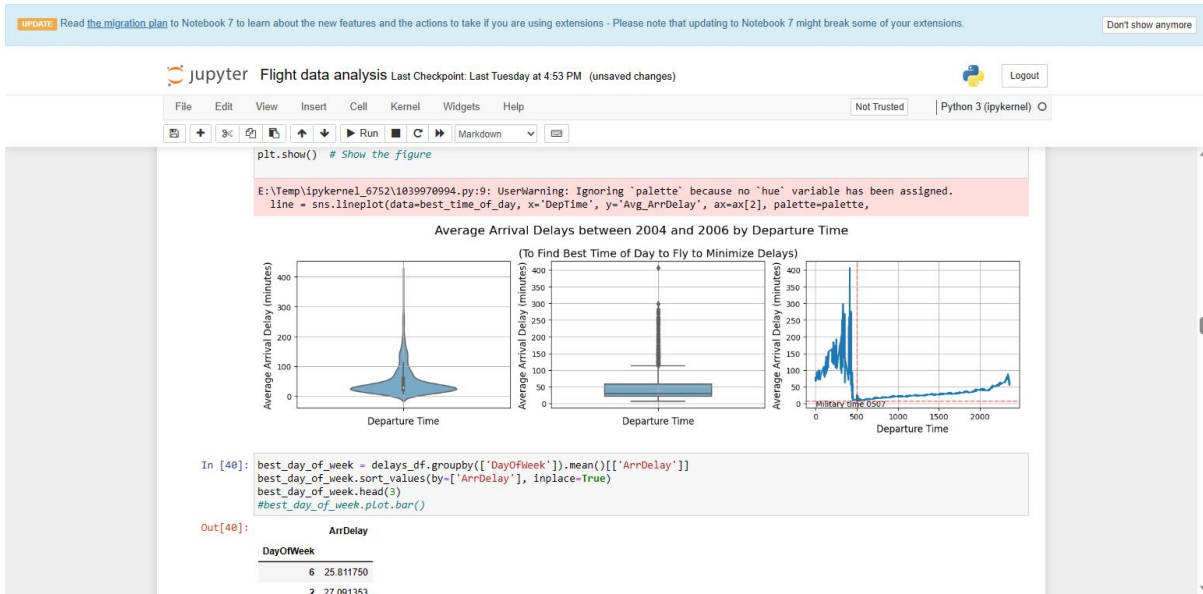 UPDATE Read the migration plan to Notebook 7 to learn about the new features and the actions to take if you are using extensions - Please note that updating to Notebook 7 might break some of your extensions. Don't show anymore
jupyter Flight data analysis Last Checkpoint: Last Tuesday at 4:53 PM (unsaved changes) Logout
File Edit View Insert Cell Kernel Widgets Help Not Trusted Python 3 (ipykernel)
Run Markdown
plt.show() # Show the figure
E:\Temp\ipykernel_6752\1039970994.py:9: UserWarning: Ignoring `palette` because no `hue` variable has been assigned.
line = sns.lineplot(data=best_time_of_day, x='DepTime', y='Avg_ArrDelay', ax=ax[2], palette=palette,
Average Arrival Delays between 2004 and 2006 by Departure Time
(To Find Best Time of Day to Fly to Minimize Delays)
Average Arrival Delay (minutes)
400
300
200
100
0
Departure Time
Average Arrival Delay (minutes)
400
350
300
250
200
150
100
50
0
Departure Time
Average Arrival Delay (minutes)
400
350
300
250
200
150
100
50
0
Military time 0507
0 500 1000 1500 2000
Departure Time
In [40]: best_day_of_week = delays_df.groupby(['DayOfWeek']).mean()[['ArrDelay']]
best_day_of_week.sort_values(by=['ArrDelay'], inplace=True)
best_day_of_week.head(3)
#best_day_of_week.plot.bar()
Out[40]:
ArrDelay
DayOfWeek
6 25.811750
2 27.091353